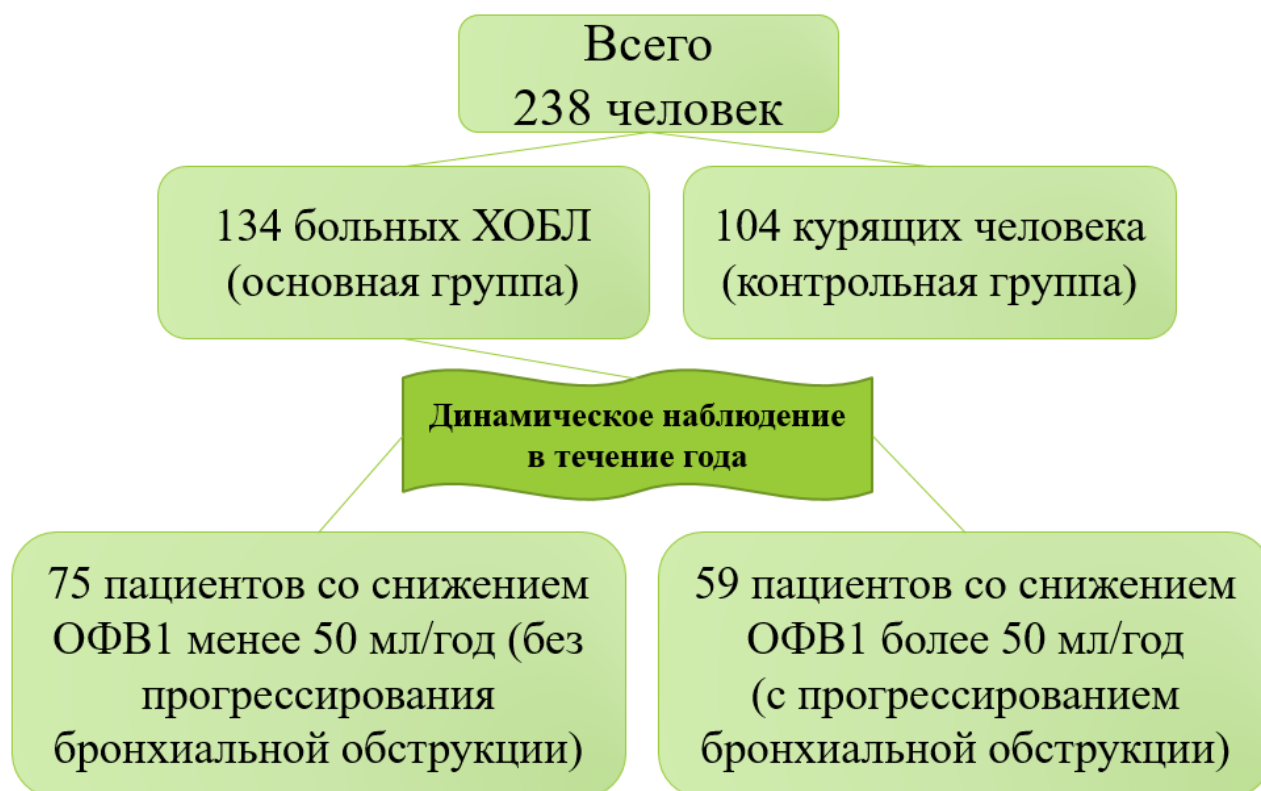 Всего
238 человек
134 больных ХОБЛ
(основная группа)
104 курящих человека
(контрольная группа)
Динамическое наблюдение
в течение года
75 пациентов со снижением
ОФВ1 менее 50 мл/год (без
прогрессирования
бронхиальной обструкции)
59 пациентов со снижением
ОФВ1 более 50 мл/год
(с прогрессированием
бронхиальной обструкции)